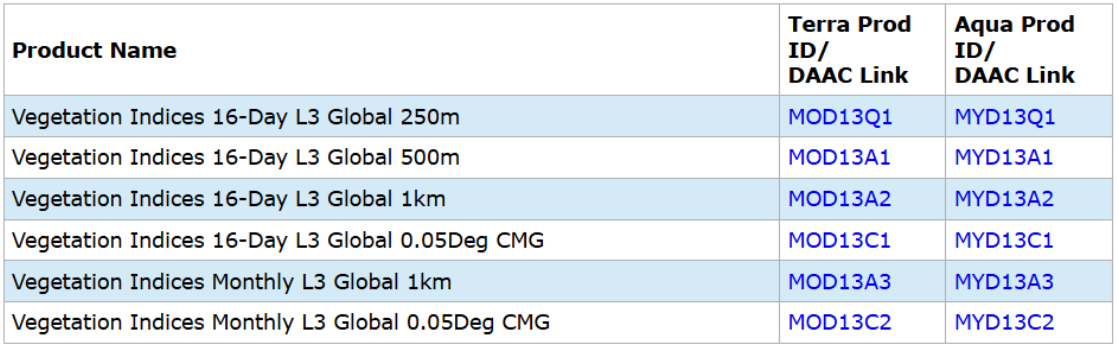 Product Name
Terra Prod
ID/
DAAC Link
Aqua Prod
ID/
DAAC Link
Vegetation Indices 16-Day L3 Global 250m MOD13Q1 MYD13Q1
Vegetation Indices 16-Day L3 Global 500m MOD13A1 MYD13A1
Vegetation Indices 16-Day L3 Global 1km MOD13A2 MYD13A2
Vegetation Indices 16-Day L3 Global 0.05Deg CMG MOD13C1 MYD13C1
Vegetation Indices Monthly L3 Global 1km MOD13A3 MYD13A3
Vegetation Indices Monthly L3 Global 0.05Deg CMG MOD13C2 MYD13C2